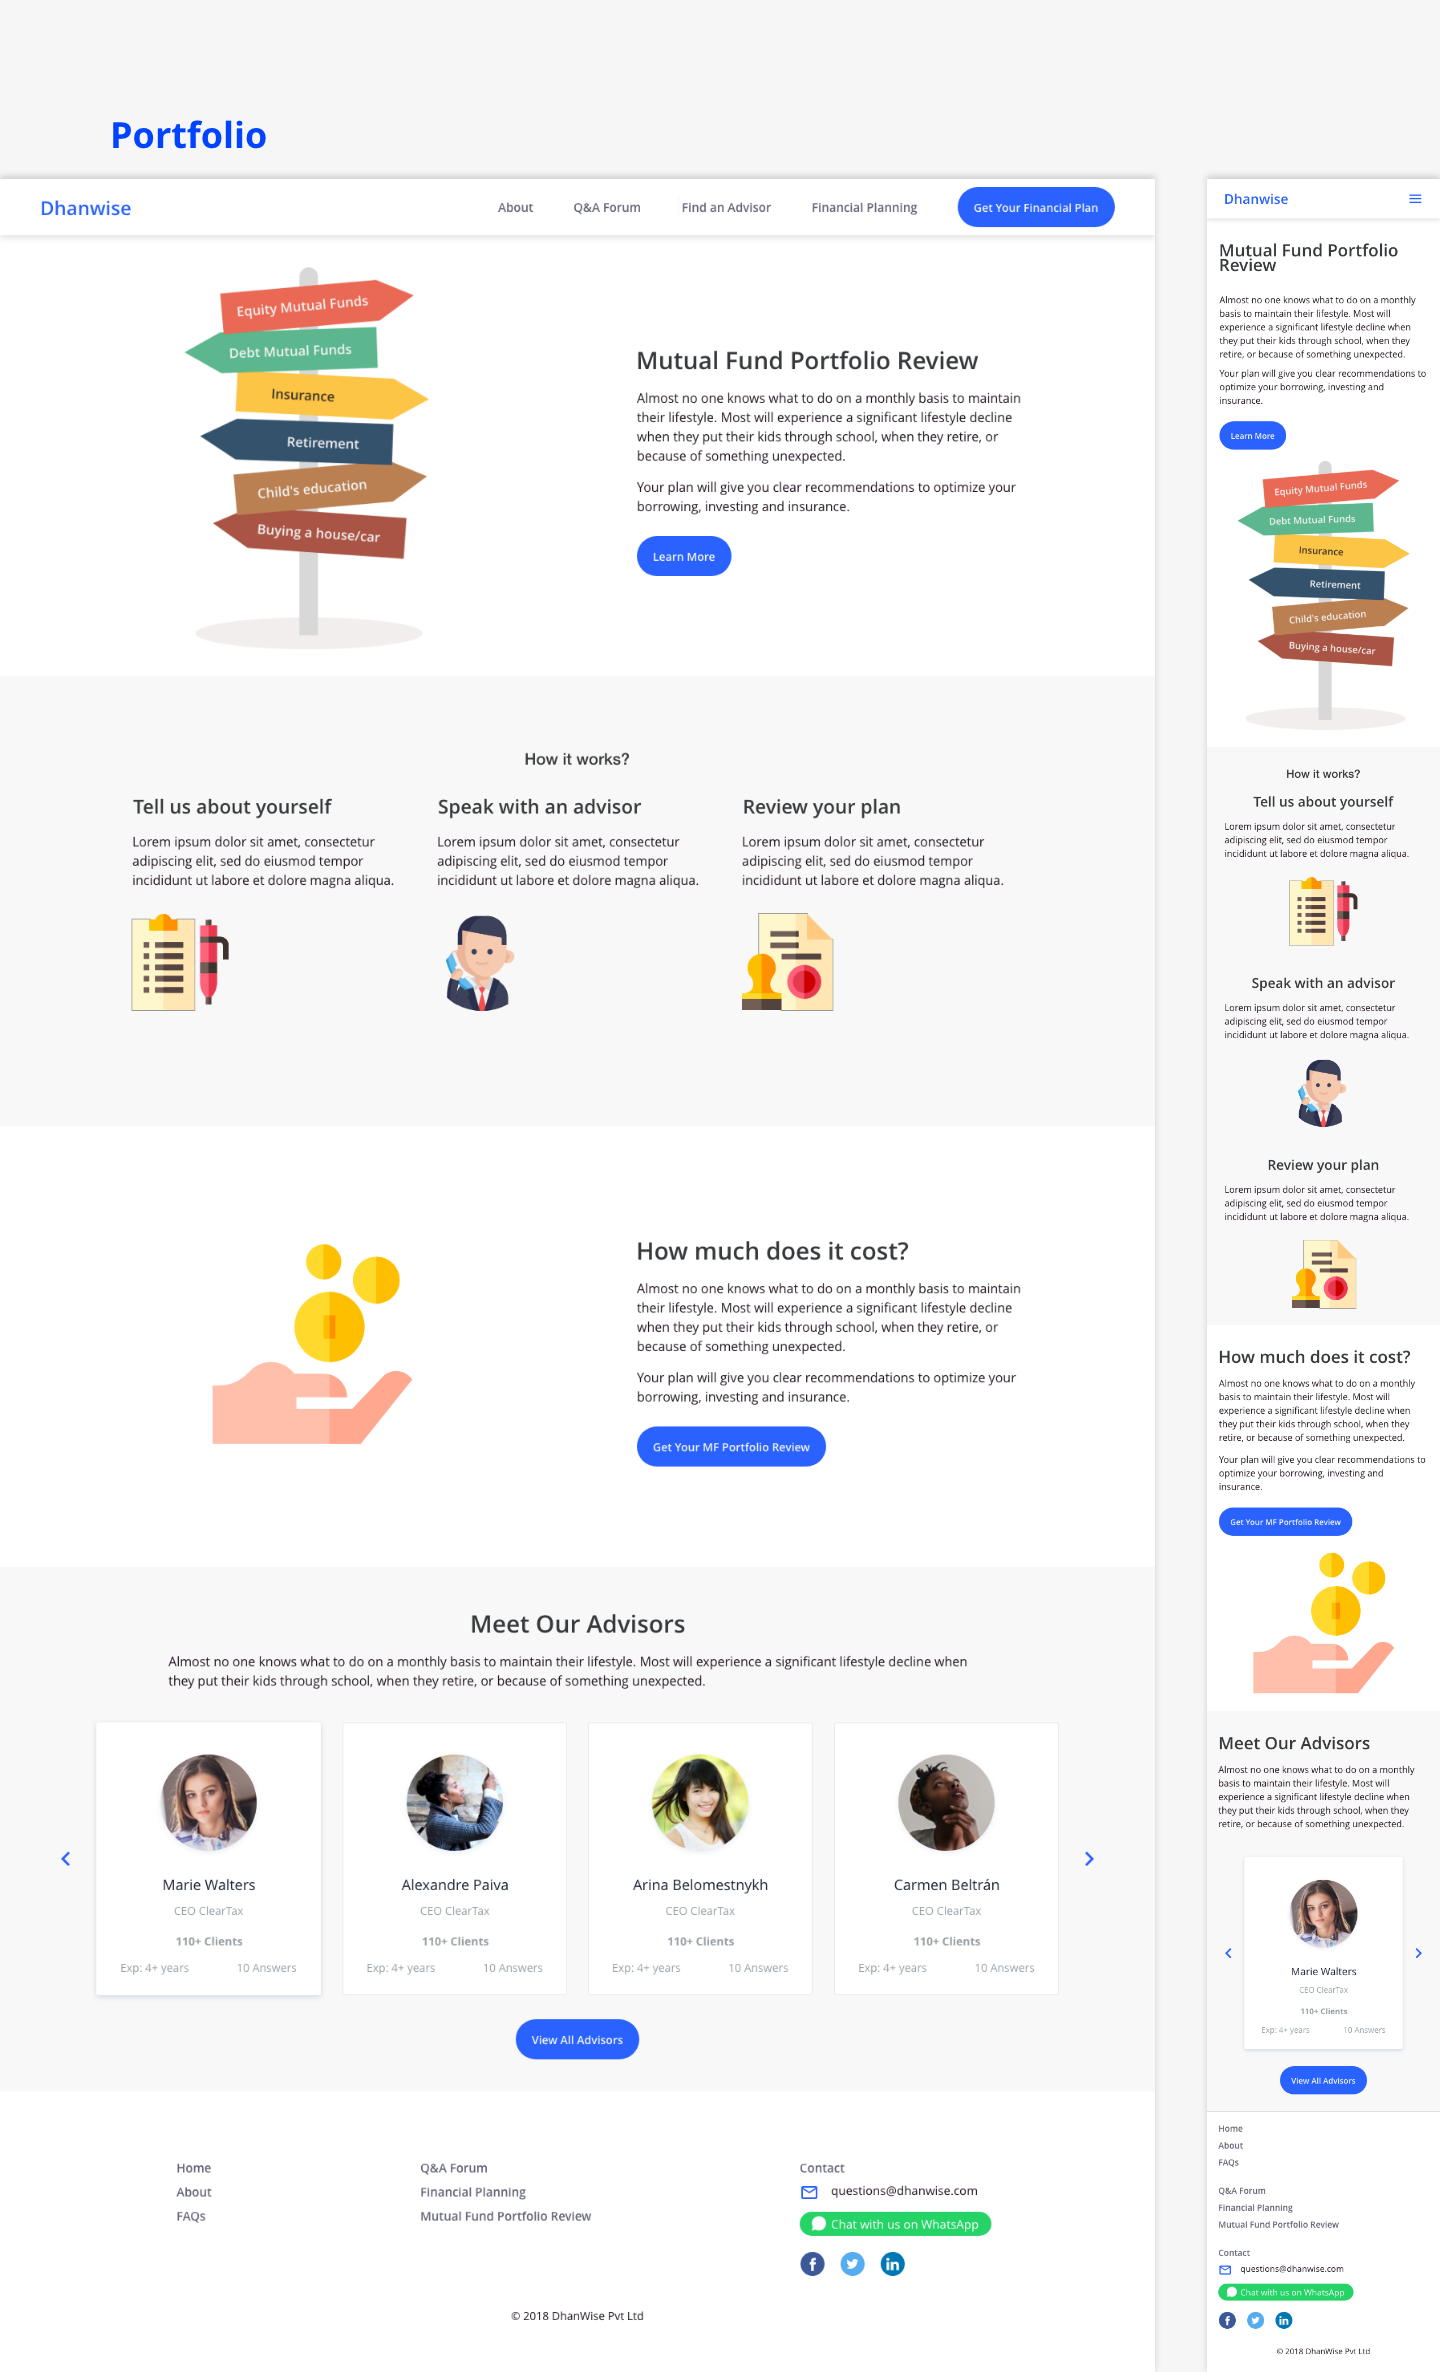 Portfolio
Dhanwise
About
Q&A Forum
Find an Advisor
Financial Planning
Get Your Financial Plan
Equity Mutual Funds
Debt Mutual Funds
Insurance
Retirement
Child's education
Buying a house/car
Mutual Fund Portfolio Review
Almost no one knows what to do on a monthly basis to maintain
their lifestyle. Most will experience a significant lifestyle decline
when they put their kids through school, when they retire, or
because of something unexpected.
Your plan will give you clear recommendations to optimize your
borrowing, investing and insurance.
Learn More
How it works?
Tell us about yourself
Lorem ipsum dolor sit amet, consectetur
adipiscing elit, sed do eiusmod tempor
incididunt ut labore et dolore magna aliqua.
Speak with an advisor
Lorem ipsum dolor sit amet, consectetur
adipiscing elit, sed do eiusmod tempor
incididunt ut labore et dolore magna aliqua.
Review your plan
Lorem ipsum dolor sit amet, consectetur
adipiscing elit, sed do eiusmod tempor
incididunt ut labore et dolore magna aliqua.
How much does it cost?
Almost no one knows what to do on a monthly basis to maintain
their lifestyle. Most will experience a significant lifestyle decline
when they put their kids through school, when they retire, or
because of something unexpected.
Your plan will give you clear recommendations to optimize your
borrowing, investing and insurance.
Get Your MF Portfolio Review
Meet Our Advisors
Almost no one knows what to do on a monthly basis to maintain their lifestyle. Most will experience a significant lifestyle decline when
they put their kids through school, when they retire, or because of something unexpected.
Marie Walters
CEO ClearTax
110+ Clients
Exp: 4+ years
10 Answers
Alexandre Paiva
CEO ClearTax
110+ Clients
Exp: 4+ years
10 Answers
Arina Belomestnykh
CEO ClearTax
110+ Clients
Exp: 4+ years
10 Answers
Carmen Beltrán
CEO ClearTax
110+ Clients
Exp: 4+ years
10 Answers
View All Advisors
Home
About
FAQs
Q&A Forum
Financial Planning
Mutual Fund Portfolio Review
Contact
questions@dhanwise.com
Chat with us on WhatsApp
f
in
© 2018 DhanWise Pvt Ltd
Dhanwise
Mutual Fund Portfolio
Review
Almost no one knows what to do on a monthly
basis to maintain their lifestyle. Most will
experience a significant lifestyle decline when
they put their kids through school, when they
retire, or because of something unexpected.
Your plan will give you clear recommendations to
optimize your borrowing, investing and
insurance.
Learn More
Equity Mutual Funds
Debt Mutual Funds
Insurance
Retirement
Child's education
Buying a house/car
How it works?
Tell us about yourself
Lorem ipsum dolor sit amet, consectetur
adipiscing elit, sed do eiusmod tempor
incididunt ut labore et dolore magna aliqua.
Speak with an advisor
Lorem ipsum dolor sit amet, consectetur
adipiscing elit, sed do eiusmod tempor
incididunt ut labore et dolore magna aliqua.
Review your plan
Lorem ipsum dolor sit amet, consectetur
adipiscing elit, sed do eiusmod tempor
incididunt ut labore et dolore magna aliqua.
How much does it cost?
Almost no one knows what to do on a monthly
basis to maintain their lifestyle. Most will
experience a significant lifestyle decline when
they put their kids through school, when they
retire, or because of something unexpected.
Your plan will give you clear recommendations to
optimize your borrowing, investing and
insurance.
Get Your MF Portfolio Review
Meet Our Advisors
Almost no one knows what to do on a monthly
basis to maintain their lifestyle. Most will
experience a significant lifestyle decline when
they put their kids through school, when they
retire, or because of something unexpected.
Marie Walters
CEO ClearTax
110+ Clients
Exp: 4+ years
10 Answers
View All Advisors
Home
About
FAQs
Q&A Forum
Financial Planning
Mutual Fund Portfolio Review
Contact
questions@dhanwise.com
Chat with us on WhatsApp
f
in
© 2018 DhanWise Pvt Ltd